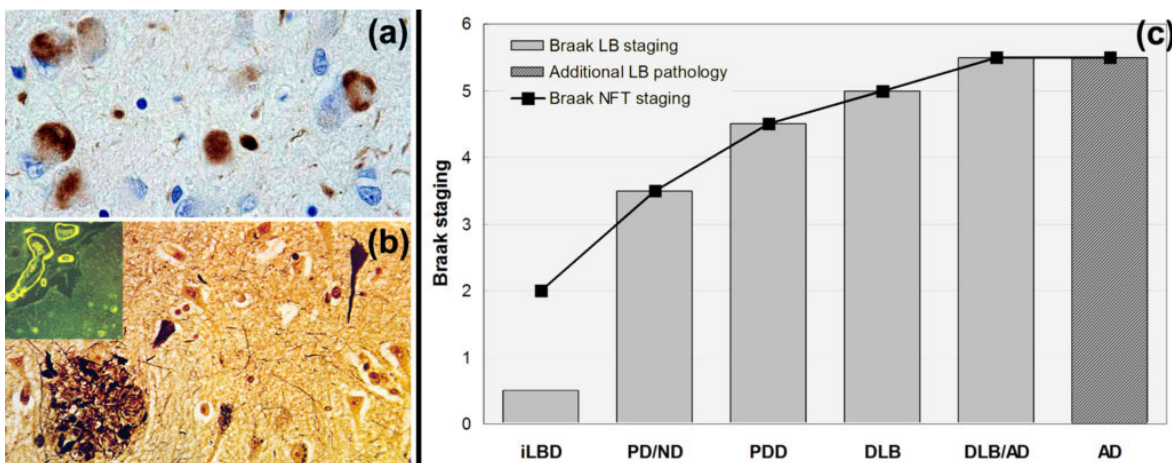 (a)
(b)
(c)
Braak LB staging
Additional LB pathology
Braak NFT staging
Braak staging
6
5
4
3
2
1
0
iLBD PD/ND PDD DLB DLB/AD AD